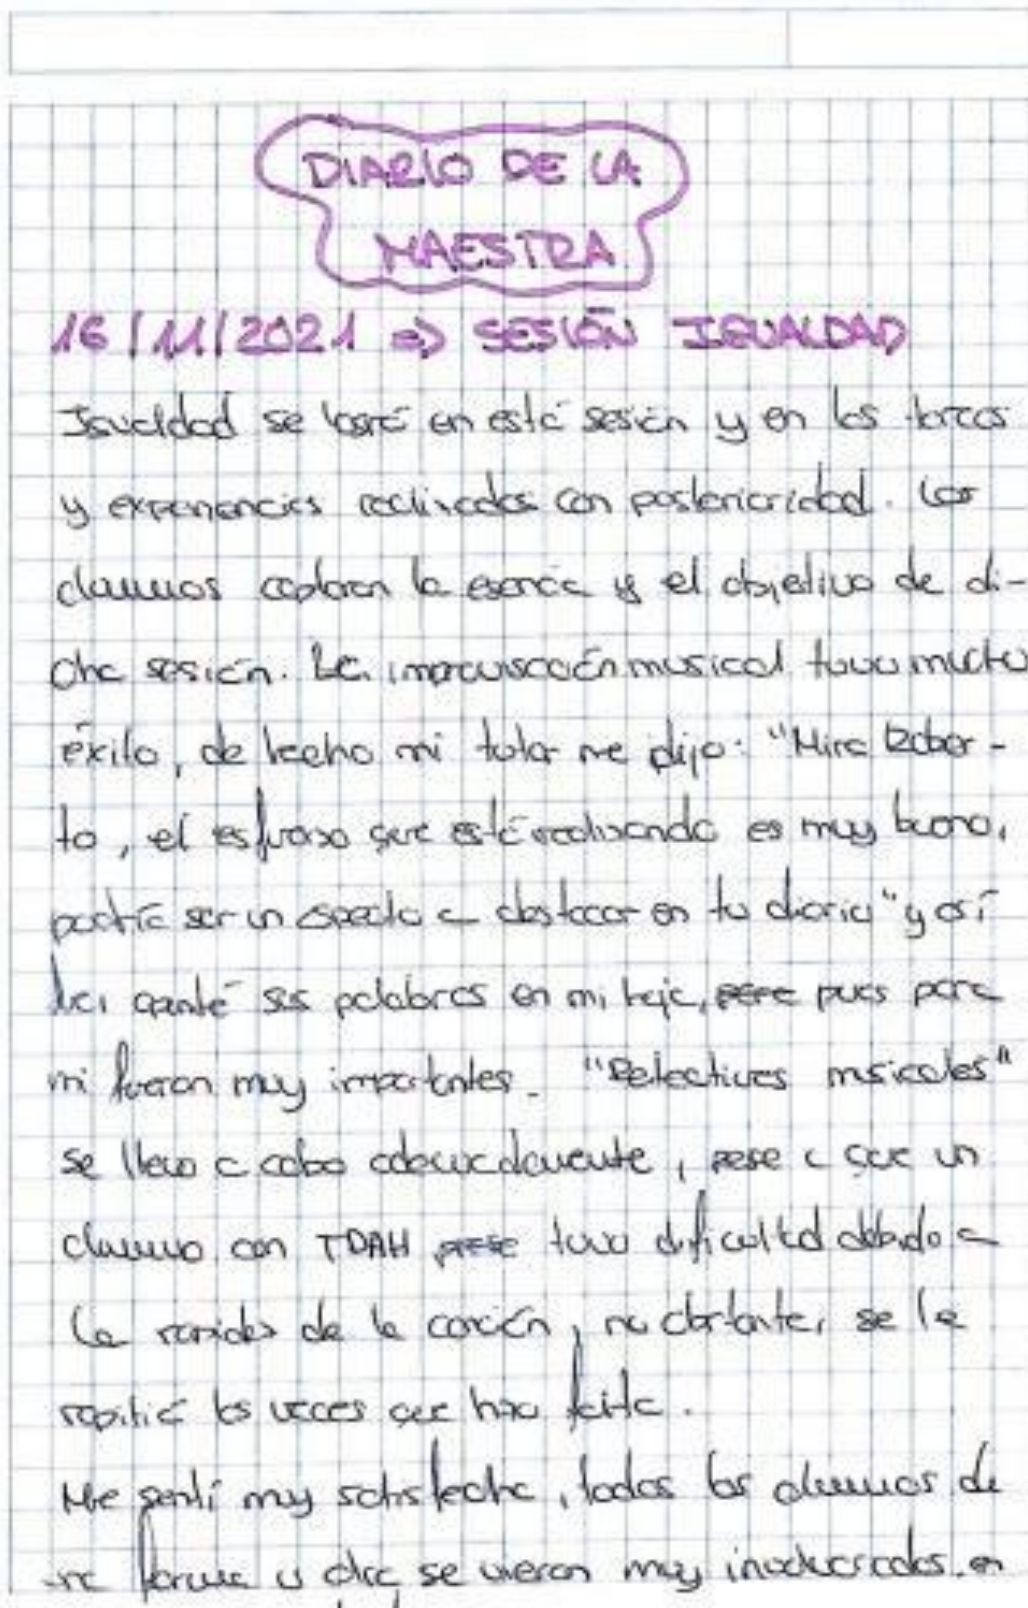 DIARIO DE LA
MAESTRA
16/11/2021 => SESIÓN IGUALDAD
Igualdad se logró en está sesión y en las tareas
y experiencias realizadas con posterioridad. Los
alumnos captaron la esencia y el objetivo de di-
cha sesión. La improvisación musical tuvo mucho
éxito, de hecho mi tutor me dijo: "Mira Rober-
ta, el esfuerzo que está realizando es muy bueno,
podría ser un aspecto a destacar en tu diario" y así
apunté sus palabras en mi hoja, pues para
mi fueron muy importantes. "Detectives musicales"
se llevo a cabo adecuadamente, pese a que un
alumno con TDAH tuvo dificultad debido a
la rapidez de la canción, no obstante, se le
repitió las veces que hizo falta.
Me sentí muy satisfecha, todos los alumnos de
una forma u otra se vieron muy involucrados en